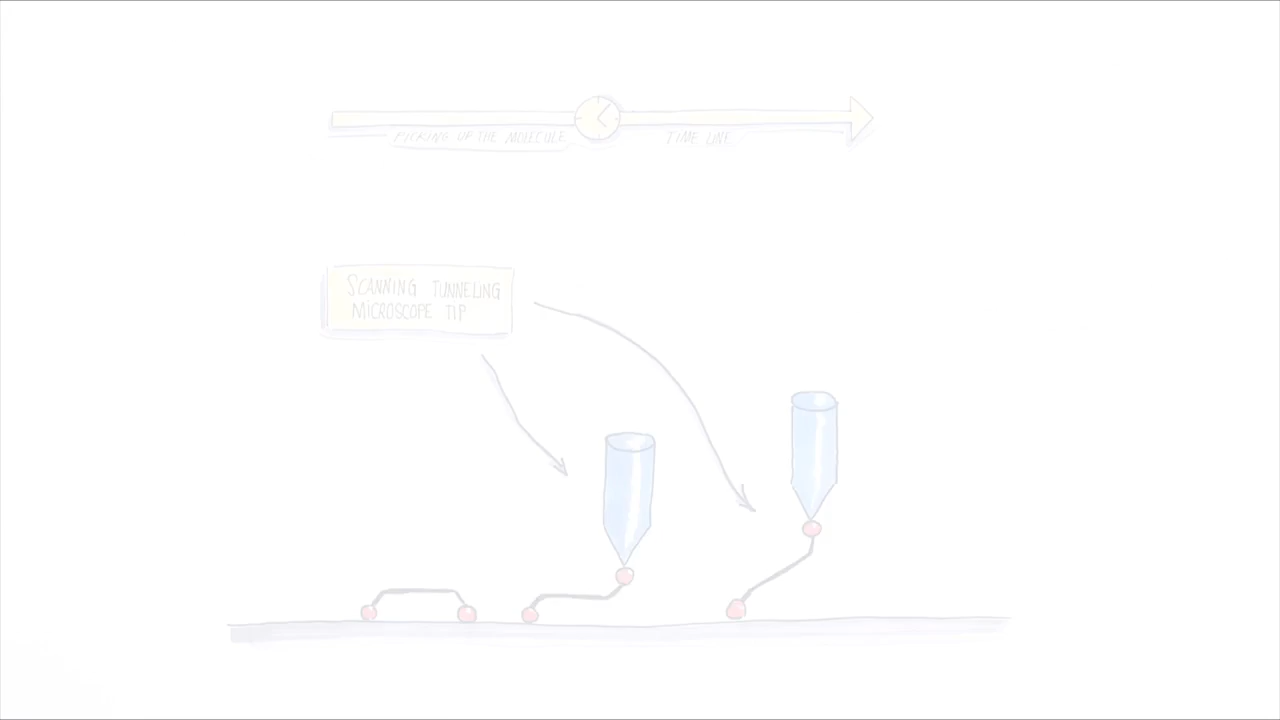 PICKING UP THE MOLECULE
TIME LINE
SCANNING TUNNELING
MICROSCOPE TIP